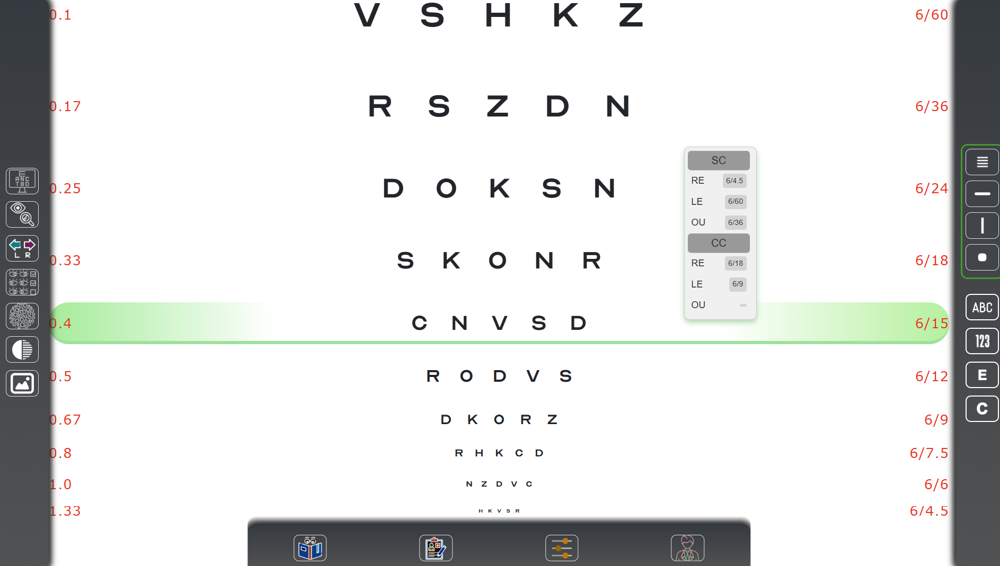 0.1 V S H K Z 6/60
0.17 R S Z D N 6/36
0.25 D O K S N 6/24
0.33 S K O N R 6/18
0.4 C N V S D 6/15
0.5 R O D V S 6/12
0.67 D K O R Z 6/9
0.8 R H K C D 6/7.5
1.0 N Z D V C 6/6
1.33 H K V S R 6/4.5
SC
RE 6/4.5
LE 6/60
OU 6/36
CC
RE 6/18
LE 6/9
OU
E
ANC
TBD
L R
ABC
123
E
C